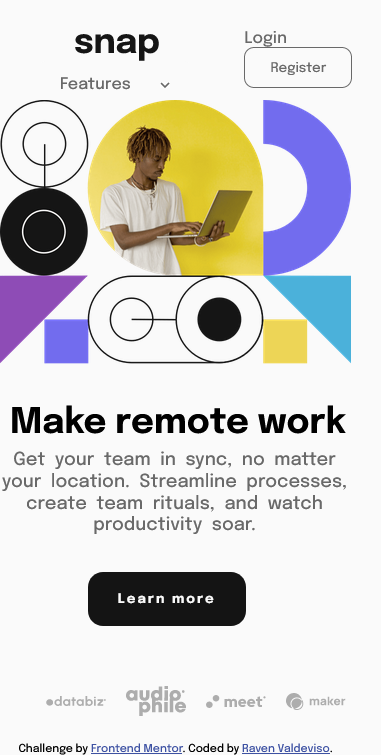 snap
Login
Register
Features
Make remote work
Get your team in sync, no matter
your location. Streamline processes,
create team rituals, and watch
productivity soar.
Learn more
databiz
audiophile
meet
maker
Challenge by Frontend Mentor. Coded by Raven Valdeviso.